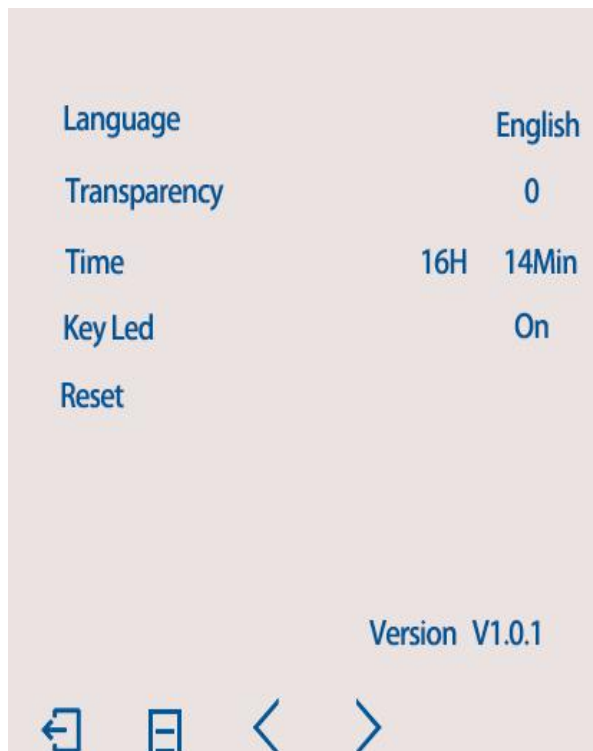 Language English
Transparency 0
Time 16H 14Min
Key Led On
Reset
Version V1.0.1